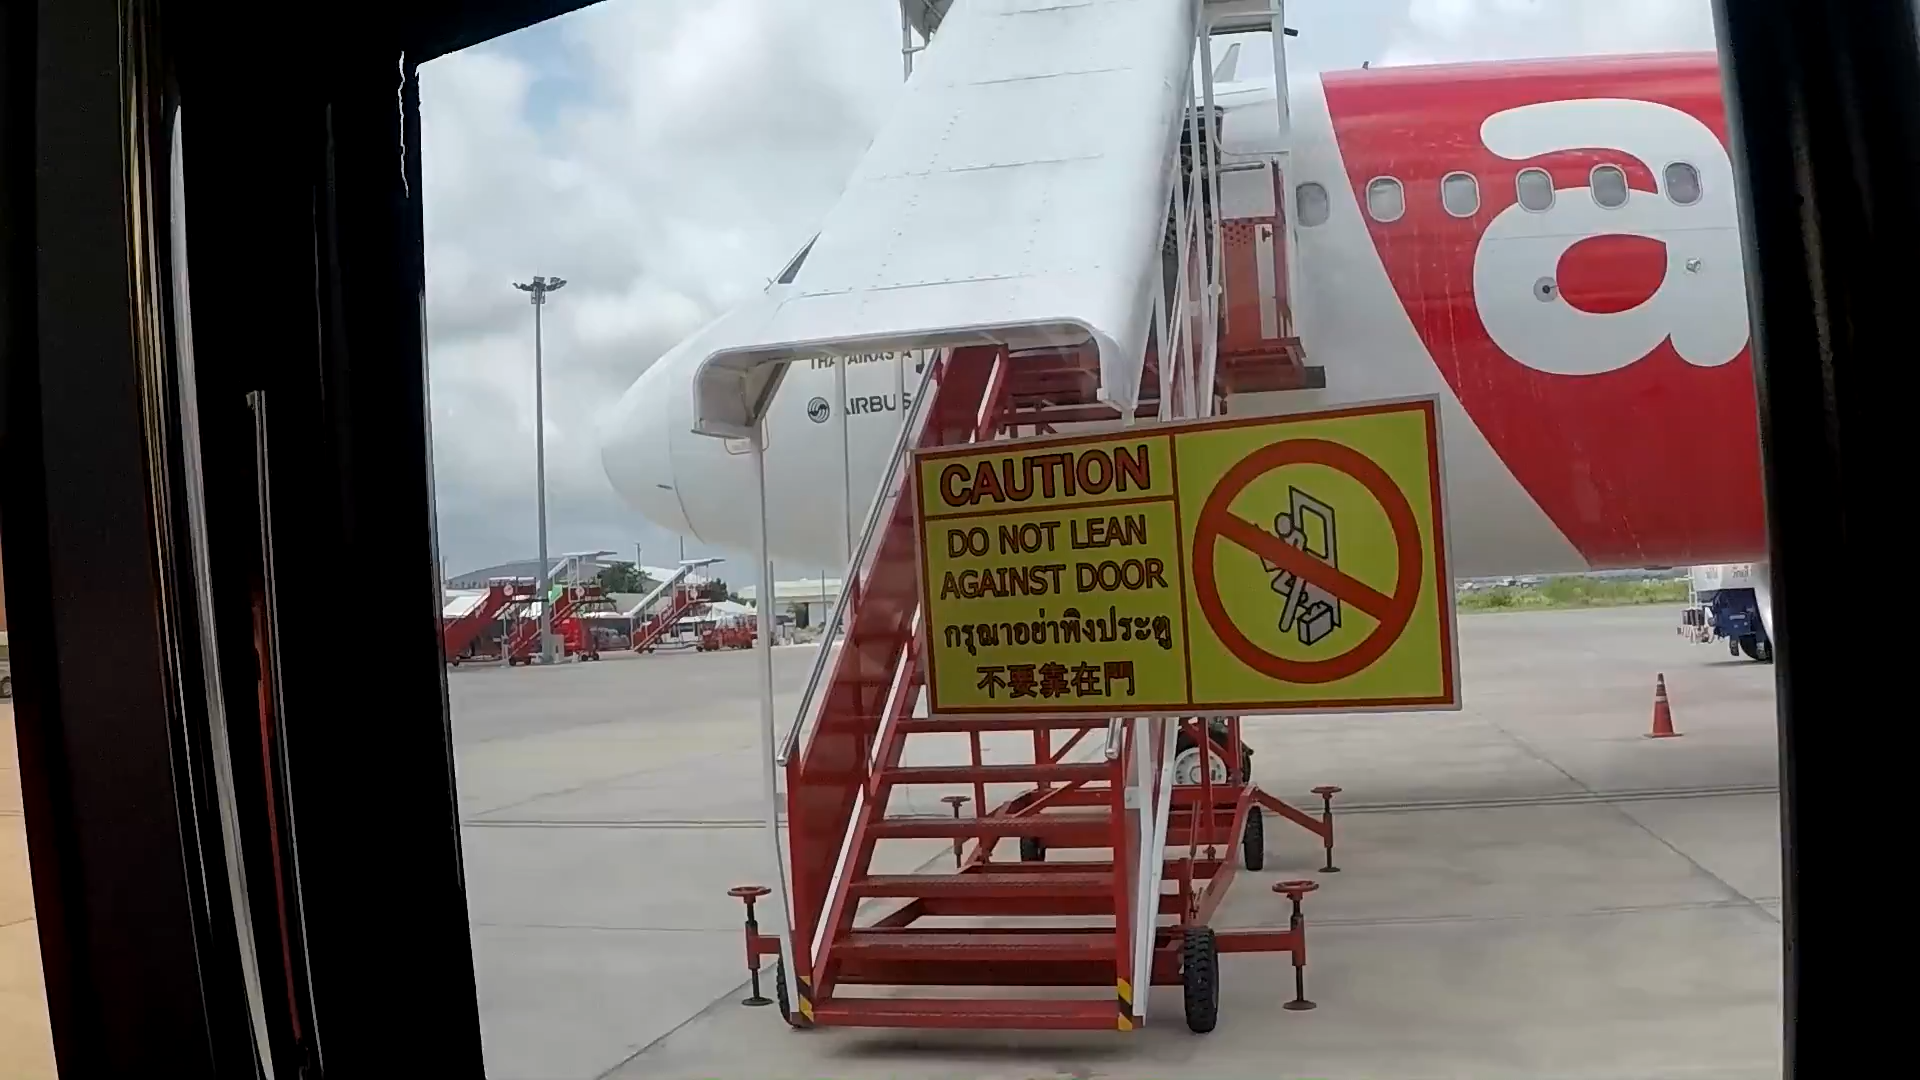 a
AIRBUS
CAUTION
DO NOT LEAN
AGAINST DOOR
กรุณาอย่าพิงประตู
不要靠在門